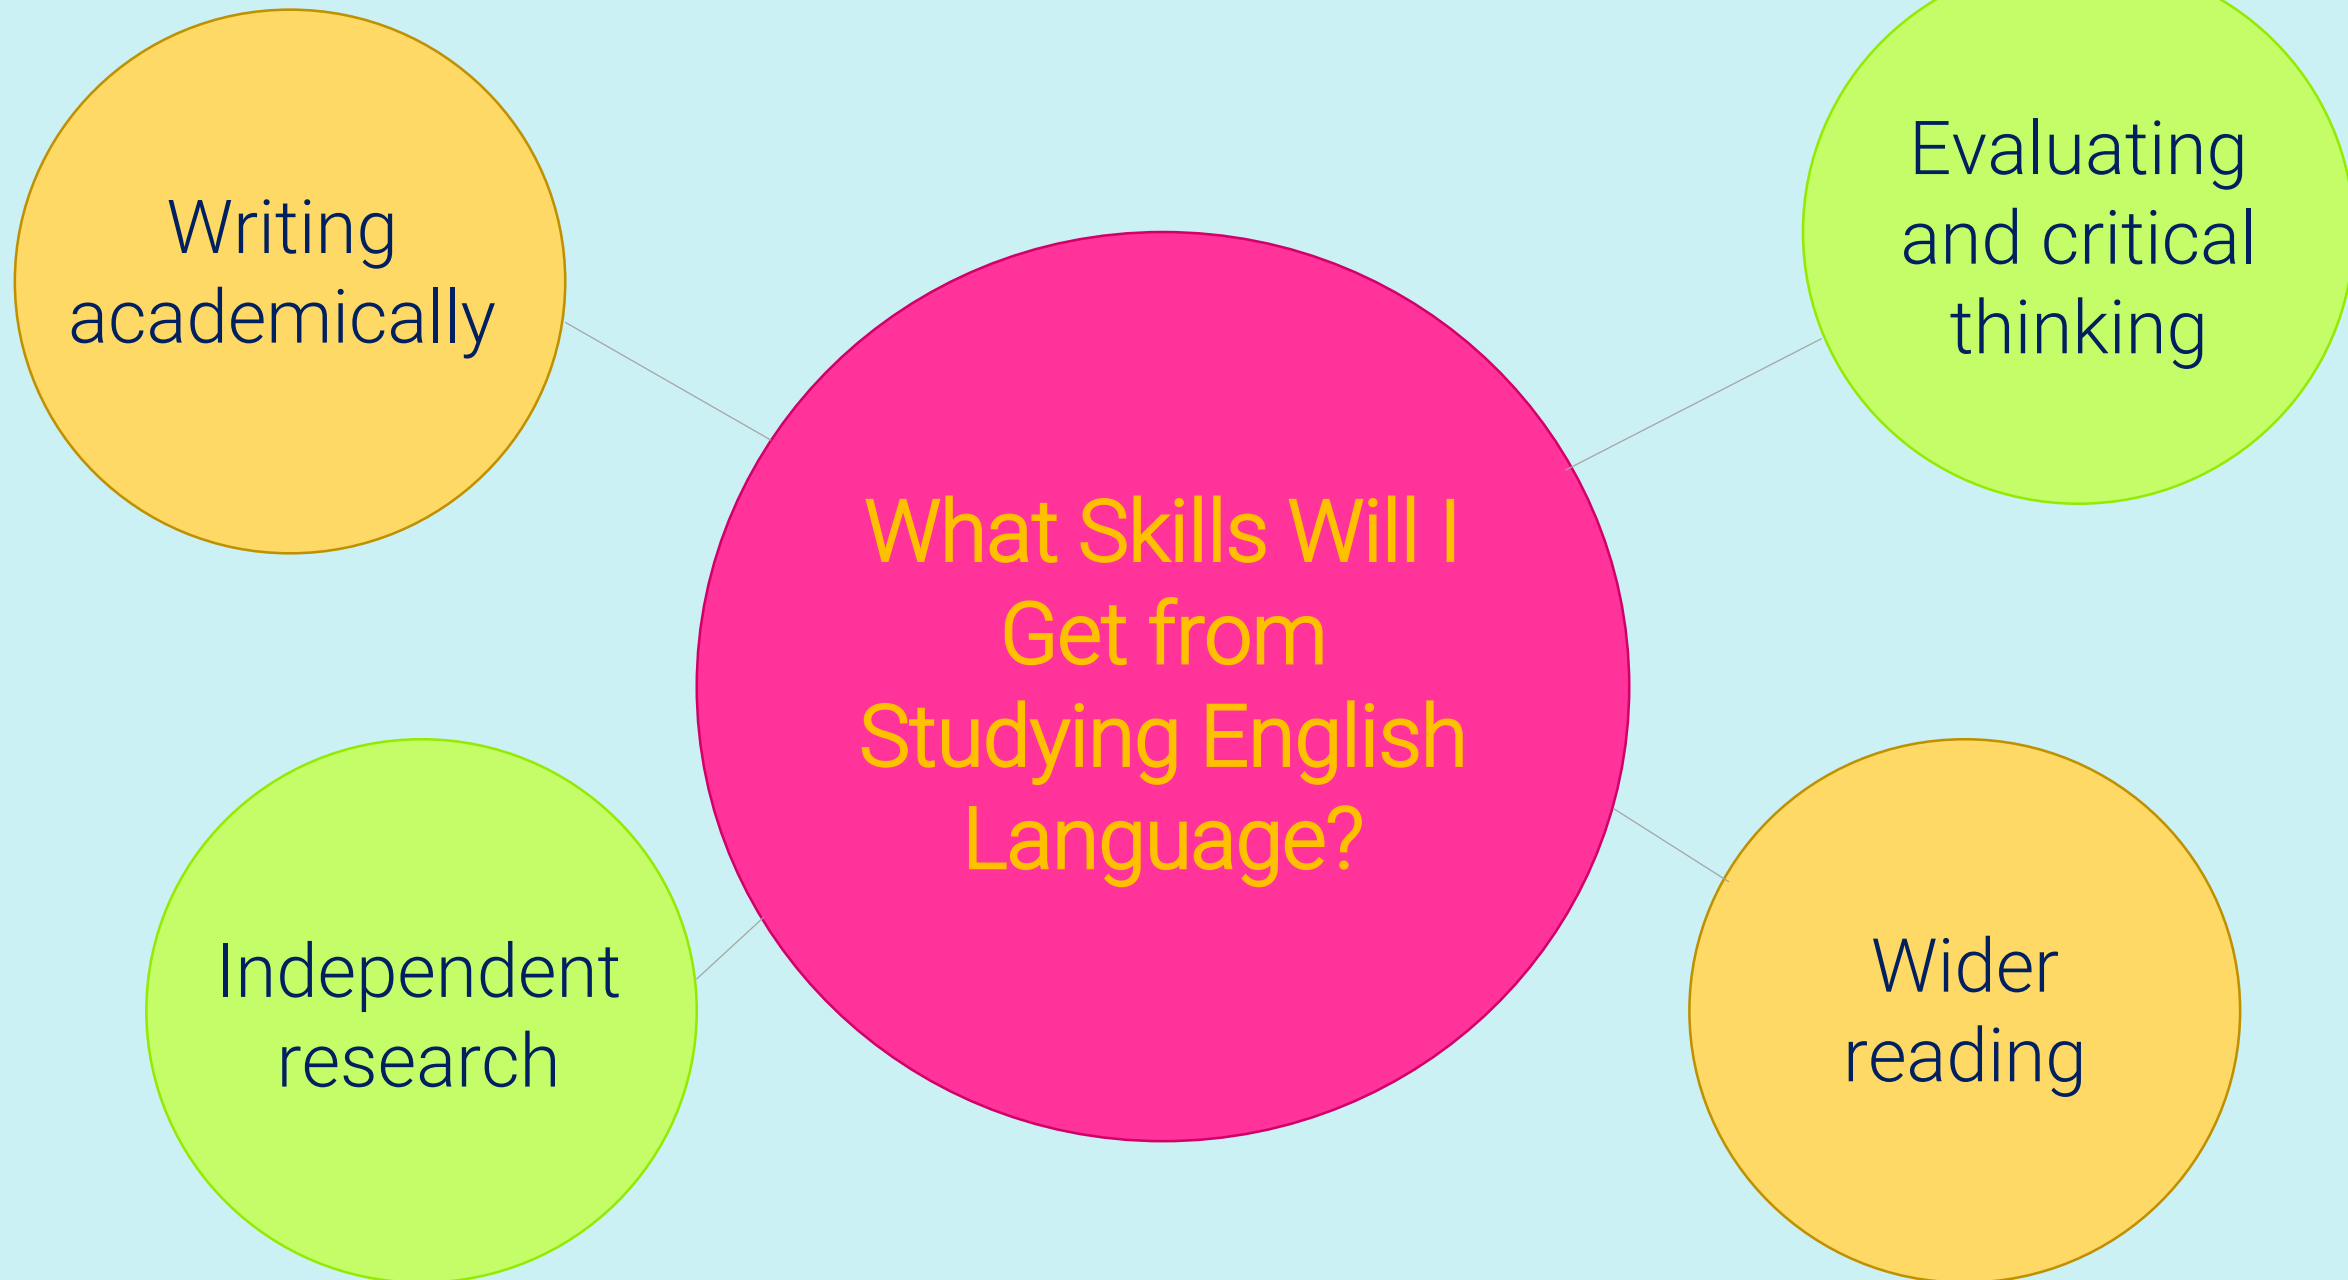 Writing
academically
Evaluating
and critical
thinking
What Skills Will I
Get from
Studying English
Language?
Independent
research
Wider
reading